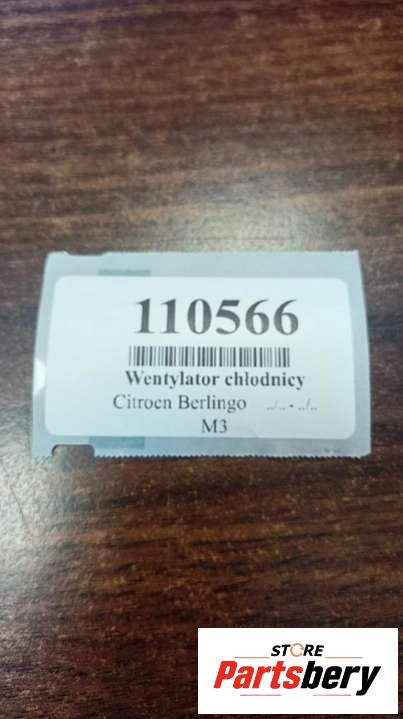 110566
Wentylator chłodnicy
Citroen Berlingo ../.. - ../..
M3
STORE
Partsbery